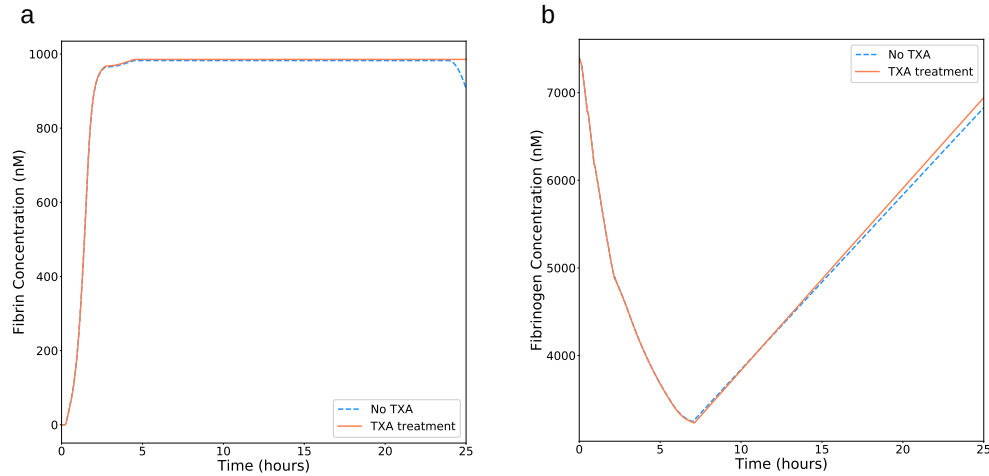 a
b
1000
800
600
400
200
0
Fibrin Concentration (nM)
No TXA
TXA treatment
0
5
10
15
20
25
Time (hours)
7000
6000
5000
4000
Fibrinogen Concentration (nM)
No TXA
TXA treatment
0
5
10
15
20
25
Time (hours)